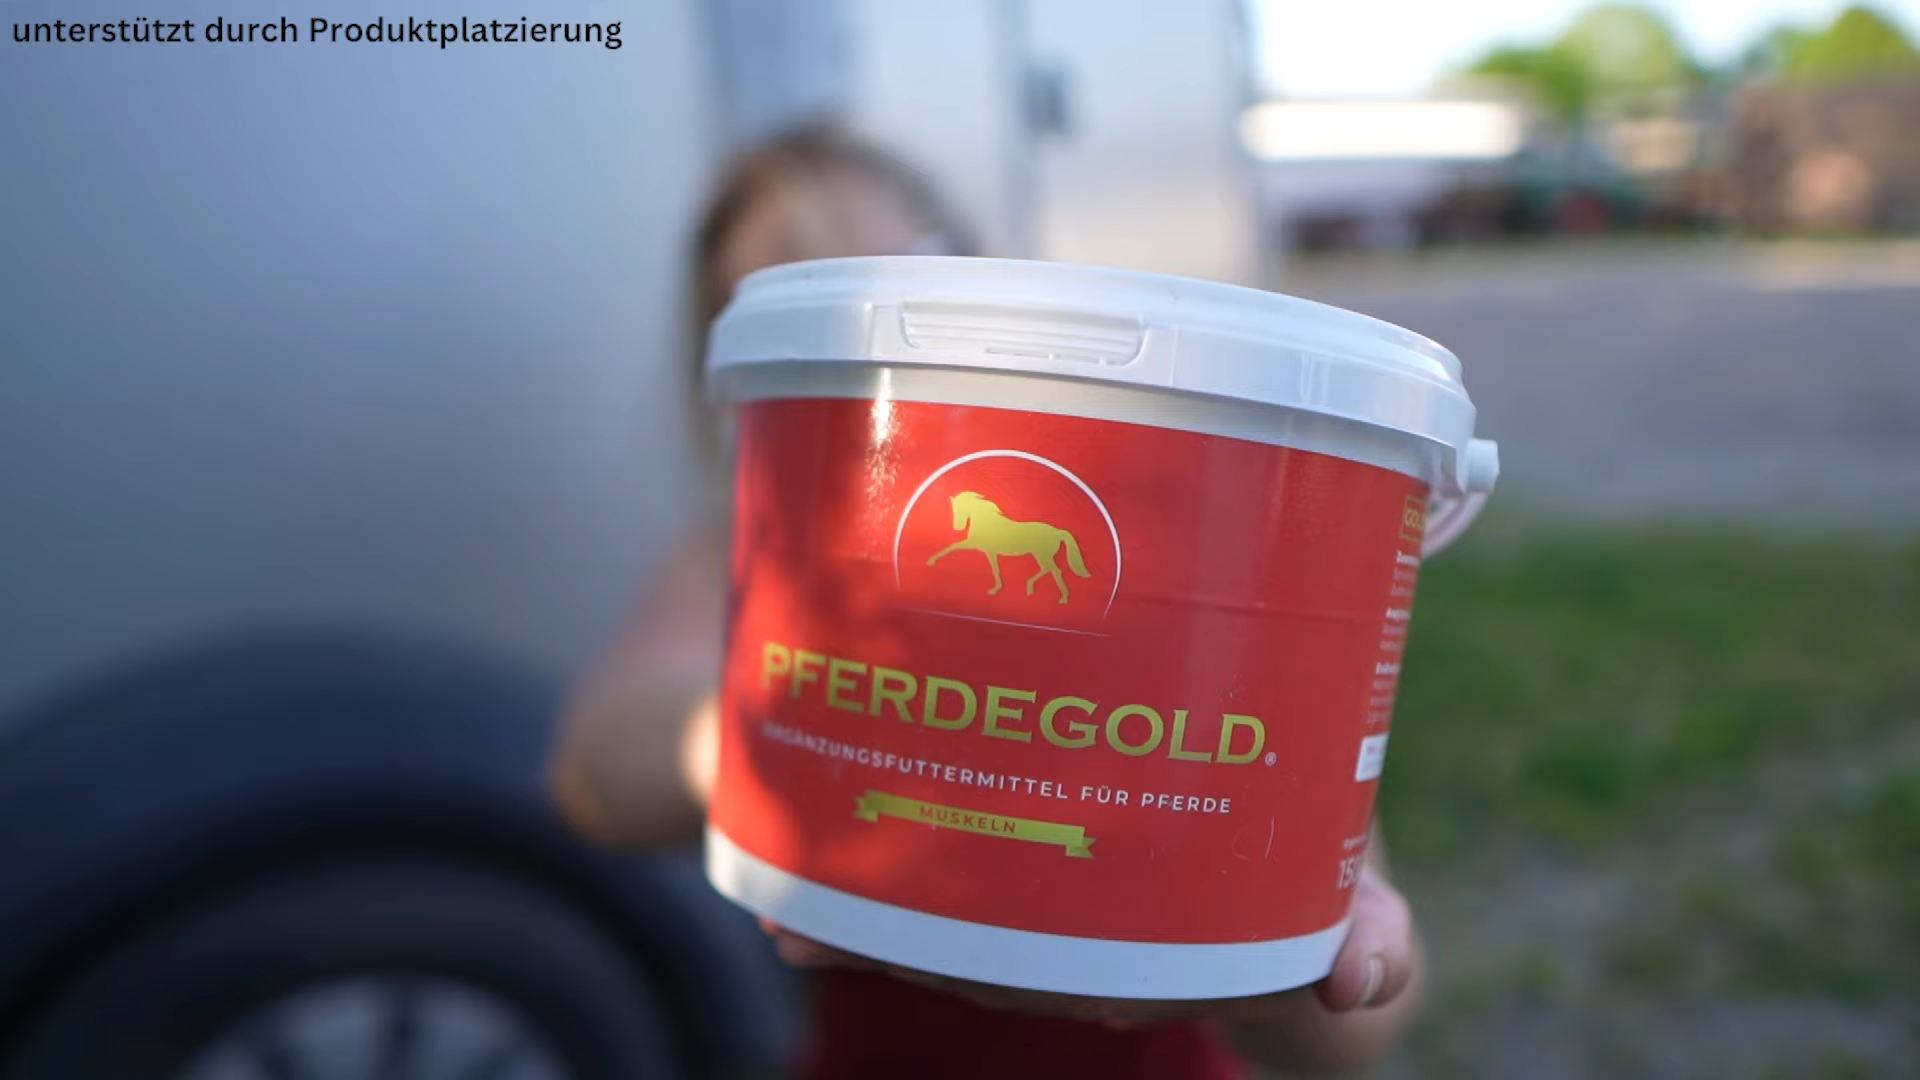 unterstützt durch Produktplatzierung
PFERDEGOLD®
ERGÄNZUNGSFUTTERMITTEL FÜR PFERDE
MUSKELN